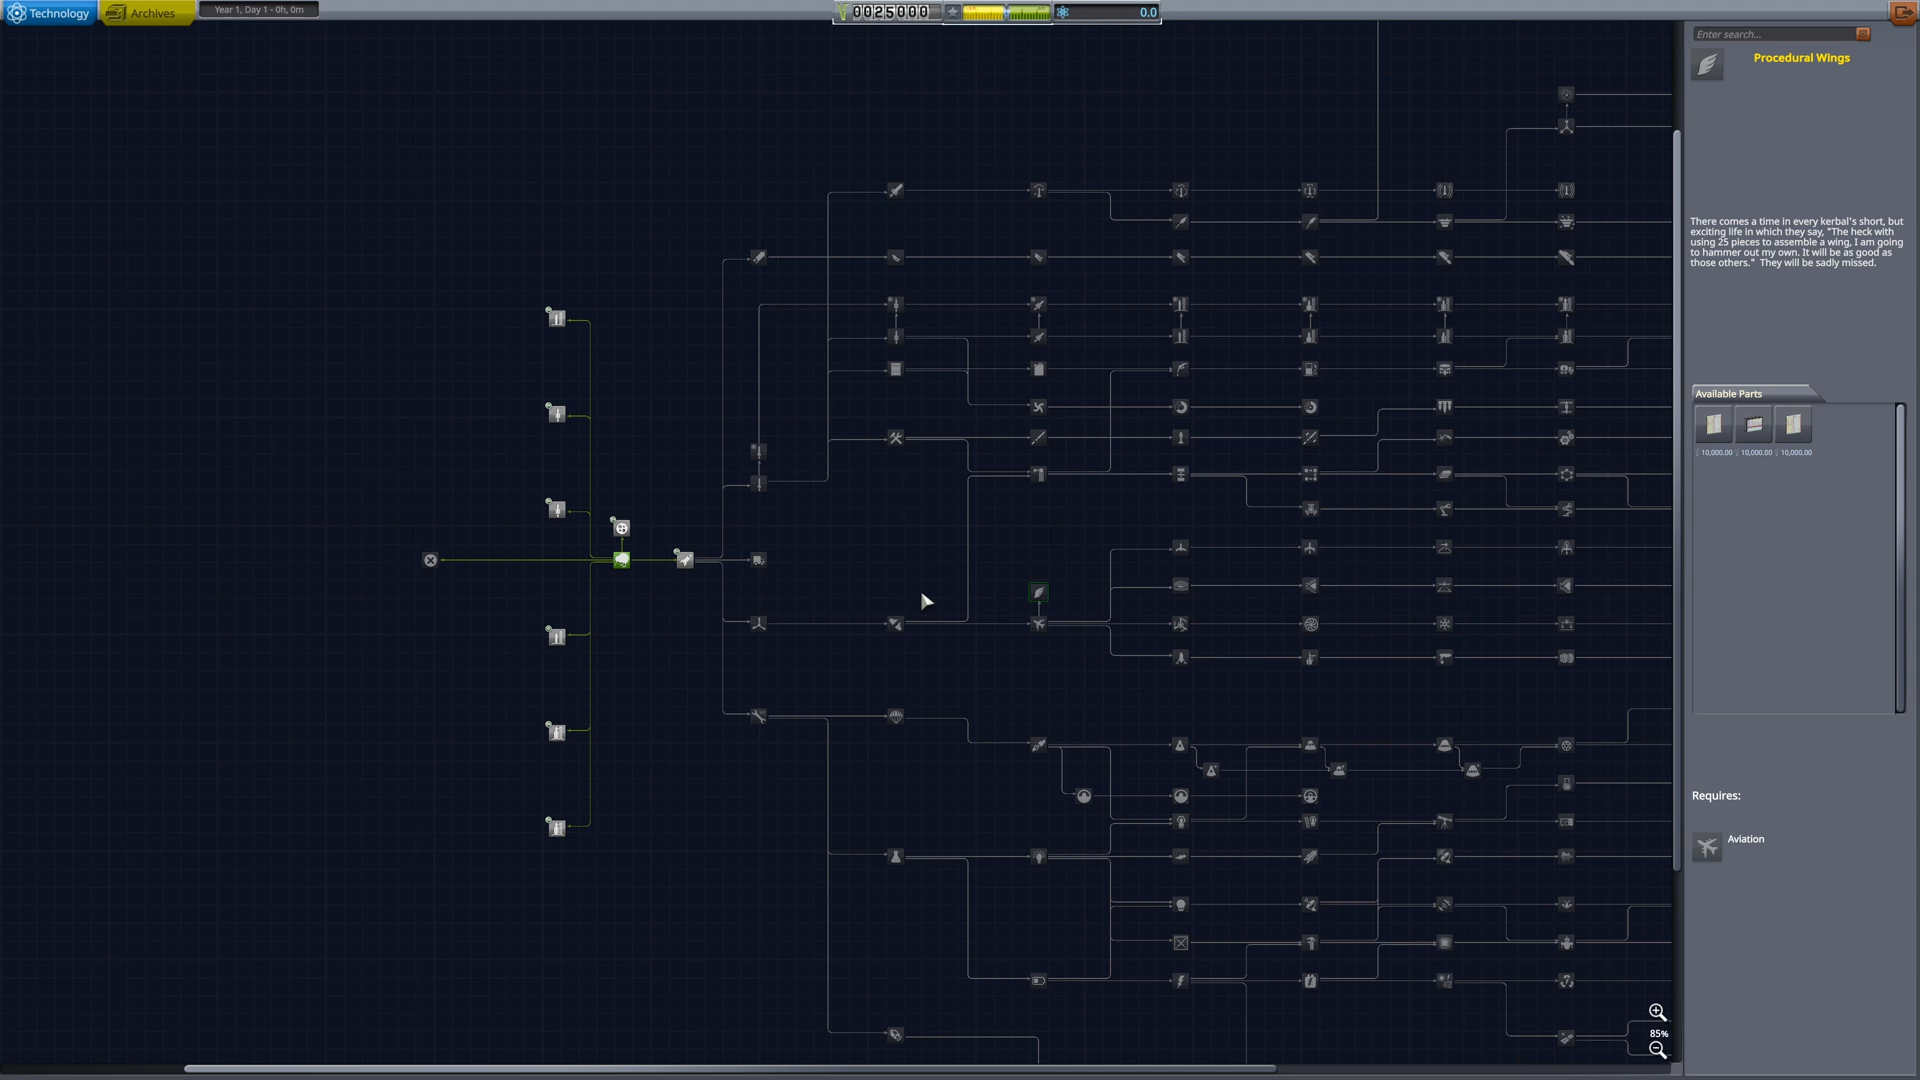 Technology
Archives
Year 1, Day 1 - 0h, 0m
0025000
0.0
Enter search...
Procedural Wings
There comes a time in every kerbal's short, but
exciting life in which they say, "The heck with
using 25 pieces to assemble a wing, I am going
to hammer out my own. It will be as good as
those others." They will be sadly missed.
Available Parts
10,000.00 10,000.00 10,000.00
Requires:
Aviation
85%